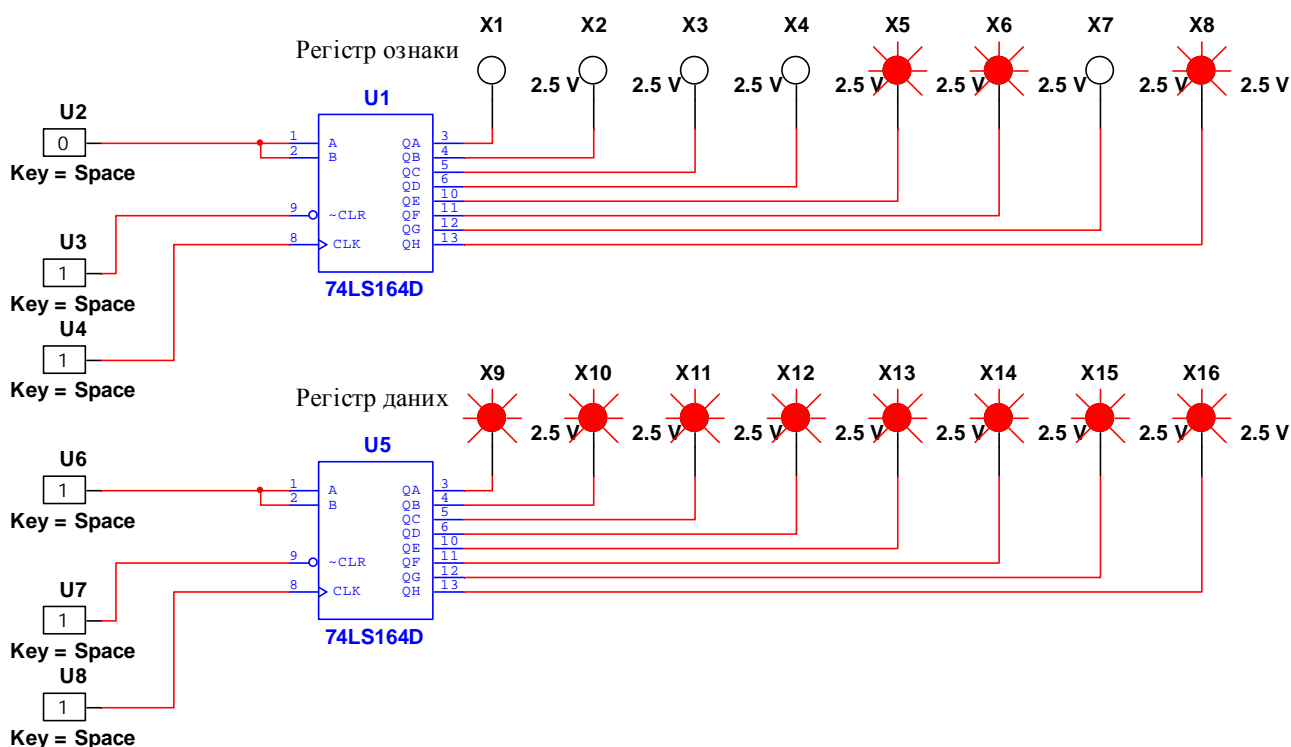 X1 X2 X3 X4 X5 X6 X7 X8
Регістр ознаки
2.5 V 2.5 V 2.5 V 2.5 V 2.5 V 2.5 V 2.5 V 2.5 V
U1
U2
0
Key = Space
1 A QA 3
2 B QB 4
QC 5
QD 6
QE 10
9 ~CLR QF 11
QG 12
8 CLK QH 13
74LS164D
U3
1
Key = Space
U4
1
Key = Space
X9 X10 X11 X12 X13 X14 X15 X16
Регістр даних
2.5 V 2.5 V 2.5 V 2.5 V 2.5 V 2.5 V 2.5 V 2.5 V
U5
U6
1
Key = Space
1 A QA 3
2 B QB 4
QC 5
QD 6
QE 10
9 ~CLR QF 11
QG 12
8 CLK QH 13
74LS164D
U7
1
Key = Space
U8
1
Key = Space